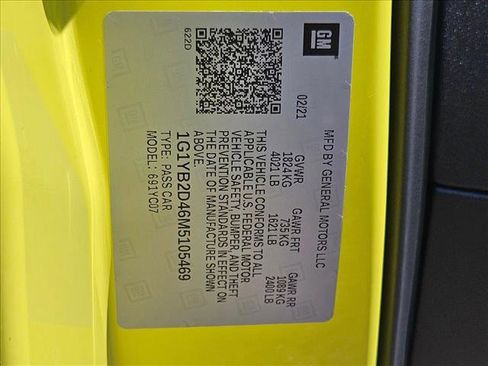 GM
MFD BY GENERAL MOTORS LLC
02/21
GVWR GAWR FRT GAWR RR
1824 KG 735 KG 1089 KG
4021 LB 1621 LB 2400 LB
THIS VEHICLE CONFORMS TO ALL
APPLICABLE U.S. FEDERAL MOTOR
VEHICLE SAFETY, BUMPER, AND THEFT
PREVENTION STANDARDS IN EFFECT ON
THE DATE OF MANUFACTURE SHOWN
ABOVE.
1G1YB2D46M5105469
TYPE: PASS CAR
MODEL: 691YC07
622D